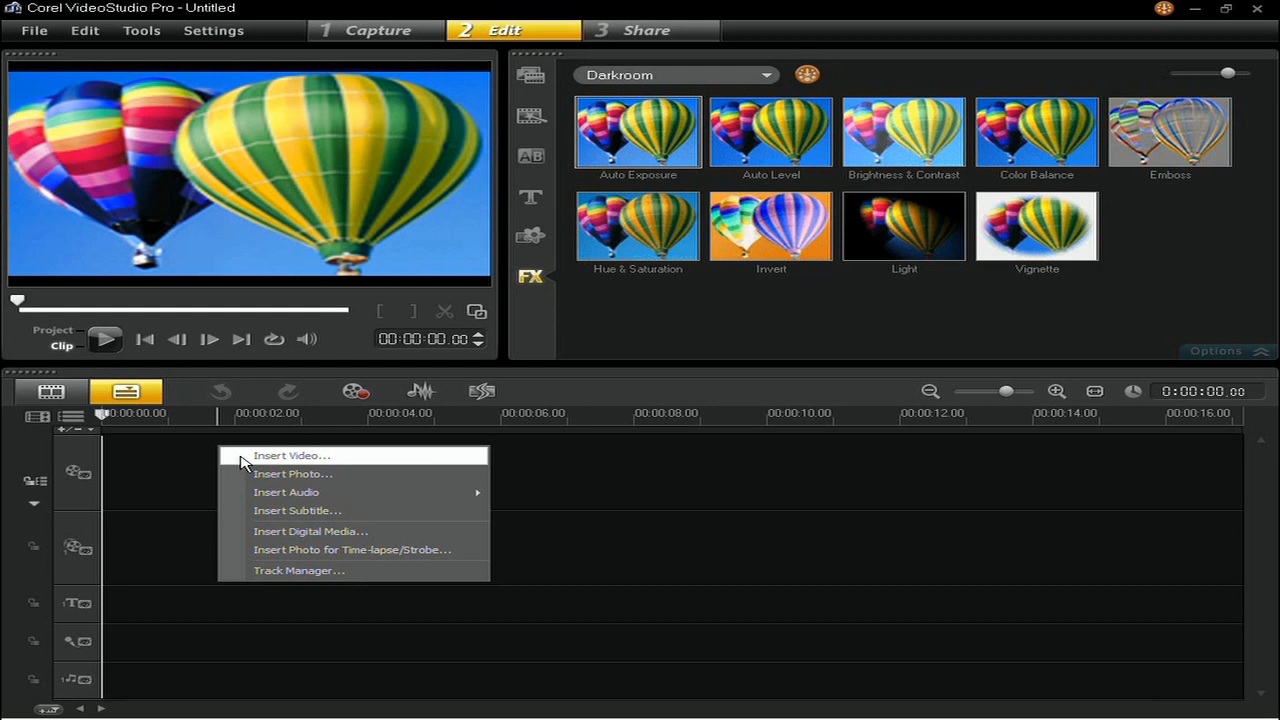 Corel VideoStudio Pro - Untitled
File Edit Tools Settings 1 Capture 2 Edit 3 Share
Darkroom
Auto Exposure Auto Level Brightness & Contrast Color Balance Emboss
Hue & Saturation Invert Light Vignette
AB
T
FX
Project
Clip
00:00:00.00
Options
0:00:00.00
00:00:00.00 00:00:02.00 00:00:04.00 00:00:06.00 00:00:08.00 00:00:10.00 00:00:12.00 00:00:14.00 00:00:16.00
Insert Video...
Insert Photo...
Insert Audio
Insert Subtitle...
Insert Digital Media...
Insert Photo for Time-lapse/Strobe...
Track Manager...
1T